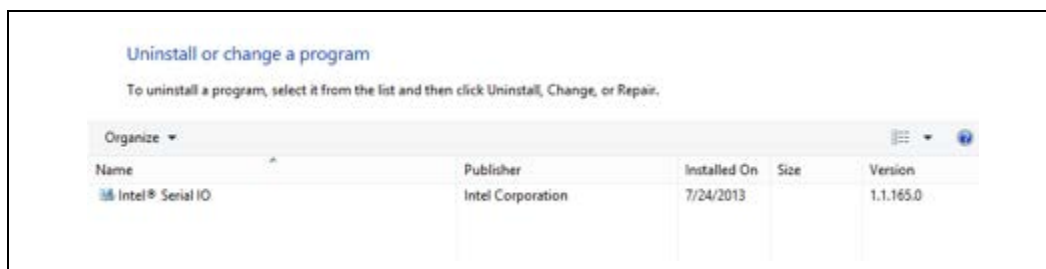 Uninstall or change a program
To uninstall a program, select it from the list and then click Uninstall, Change, or Repair.
Organize
Name Publisher Installed On Size Version
Intel® Serial IO Intel Corporation 7/24/2013 1.1.165.0